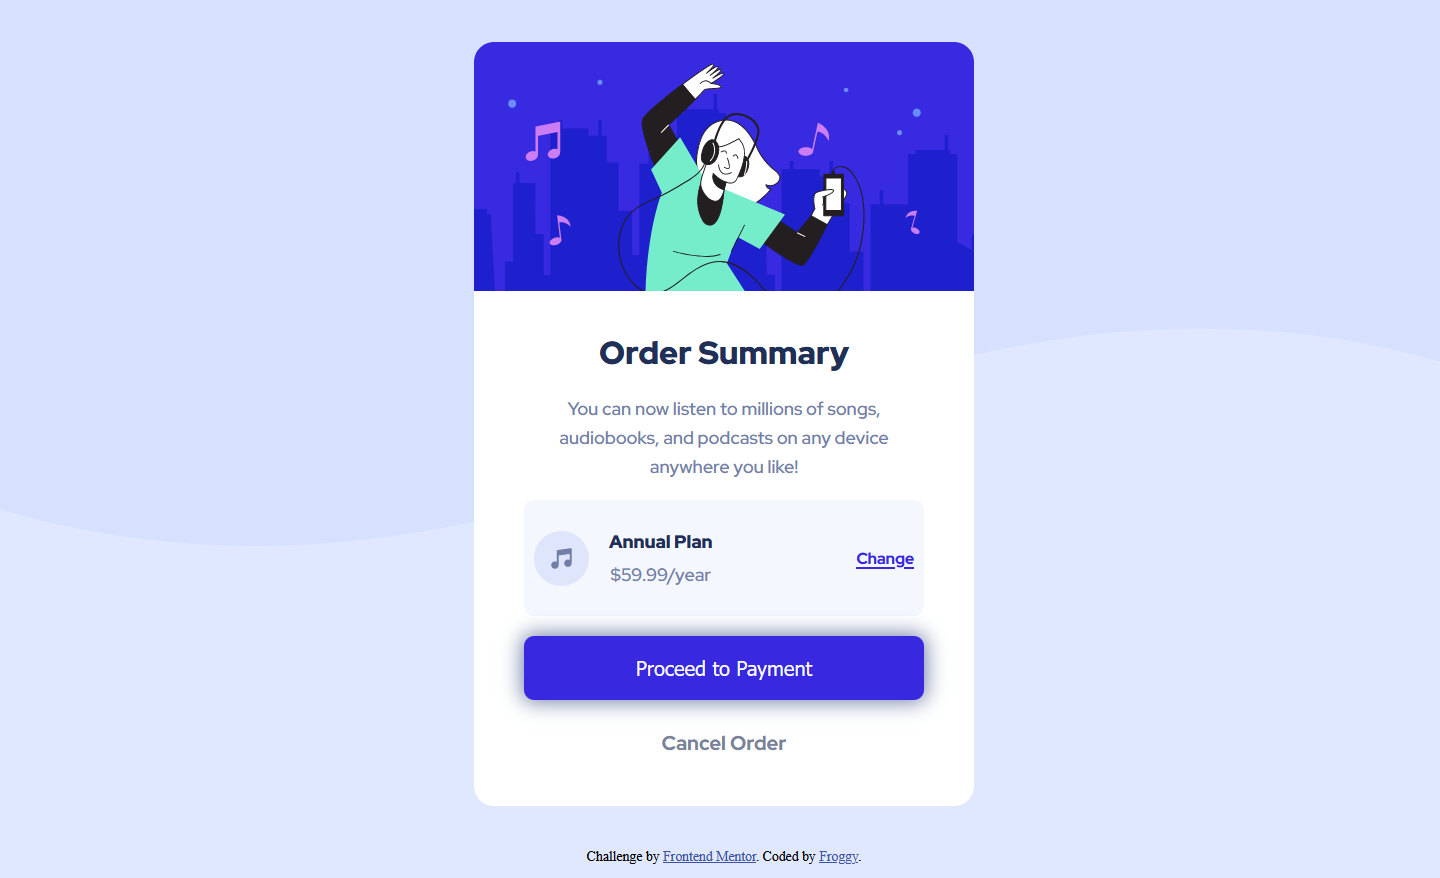 Order Summary
You can now listen to millions of songs,
audiobooks, and podcasts on any device
anywhere you like!
Annual Plan
$59.99/year
Change
Proceed to Payment
Cancel Order
Challenge by Frontend Mentor. Coded by Froggy.